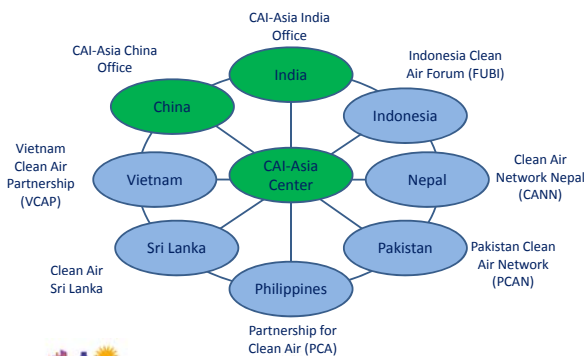 CAI-Asia India
Office
CAI-Asia China
Office
India
Indonesia Clean
Air Forum (FUBI)
China
Indonesia
Vietnam
Clean Air
Partnership
(VCAP)
Vietnam
CAI-Asia
Center
Nepal
Clean Air
Network Nepal
(CANN)
Sri Lanka
Pakistan
Clean Air
Sri Lanka
Pakistan Clean
Air Network
(PCAN)
Philippines
Partnership for
Clean Air (PCA)